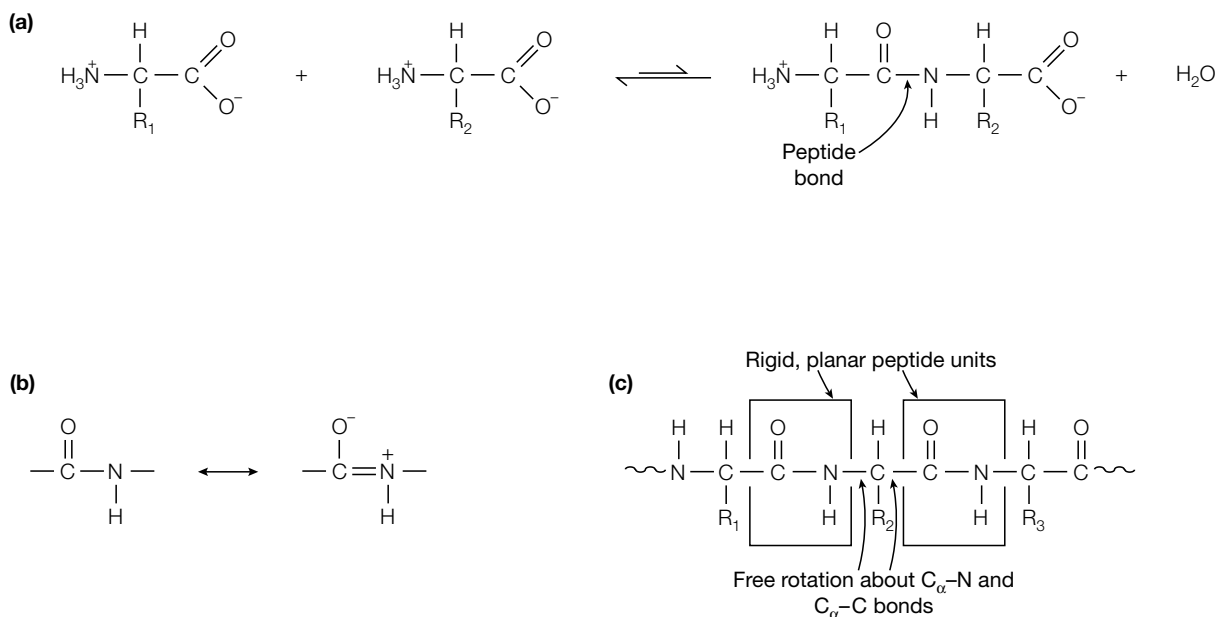 (a)
H H O H O H O
H₃N⁺—C—C O + H₃N⁺—C—C O ⇌ H₃N⁺—C—C—N—C—C O + H₂O
O⁻ O⁻ O⁻
R₁ R₂ R₁ H R₂
Peptide
bond
(b)
O O⁻
—C—N— ↔ —C=N⁺—
H H
(c)
Rigid, planar peptide units
H H O H O H O
N—C—C—N—C—C—N—C—C
R₁ H R₂ H R₃
Free rotation about Cα–N and
Cα–C bonds